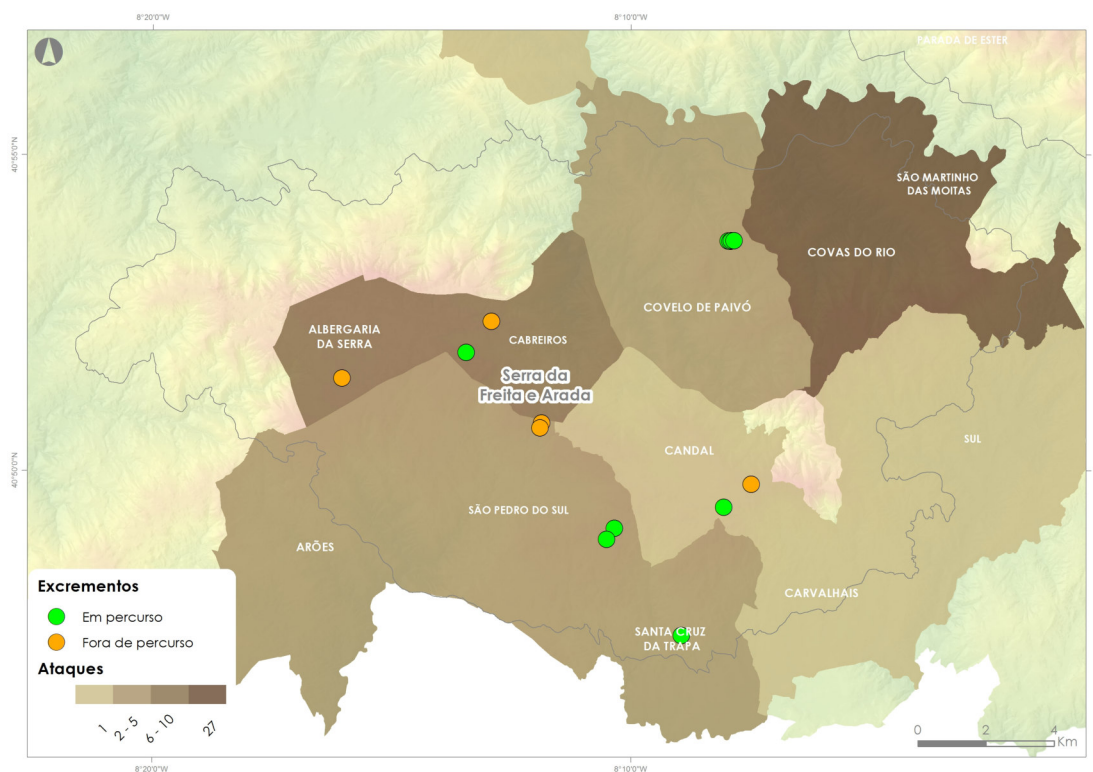 8°20'0"W
8°10'0"W
PARADA DE ESTER
40°55'0"N
SÃO MARTINHO
DAS MOITAS
COVAS DO RIO
COVELO DE PAIVÓ
ALBERGARIA
DA SERRA
CABREIROS
Serra da
Freita e Arada
SUL
CANDAL
40°50'0"N
SÃO PEDRO DO SUL
ARÕES
CARVALHAIS
SANTA CRUZ
DA TRAPA
Excrementos
Em percurso
Fora de percurso
Ataques
1
2 - 5
6 - 10
27
0 2 4
Km
8°20'0"W
8°10'0"W